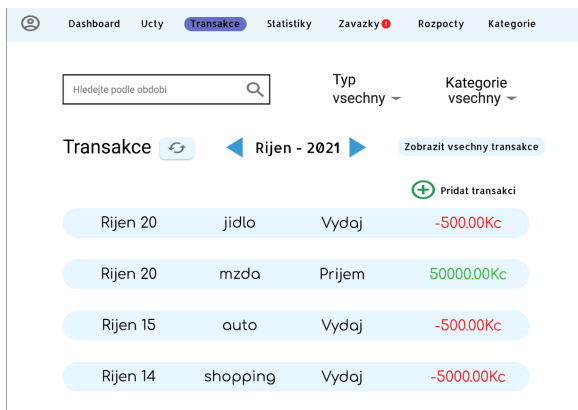 Dashboard Ucty Transakce Statistiky Zavazky! Rozpocty Kategorie
Hledejte podle obdobi
Typ
vsechny
Kategorie
vsechny
Transakce
Rijen - 2021
Zobrazit vsechny transakce
Pridat transakci
Rijen 20 jidlo Vydaj -500.00Kc
Rijen 20 mzda Prijem 50000.00Kc
Rijen 15 auto Vydaj -500.00Kc
Rijen 14 shopping Vydaj -5000.00Kc